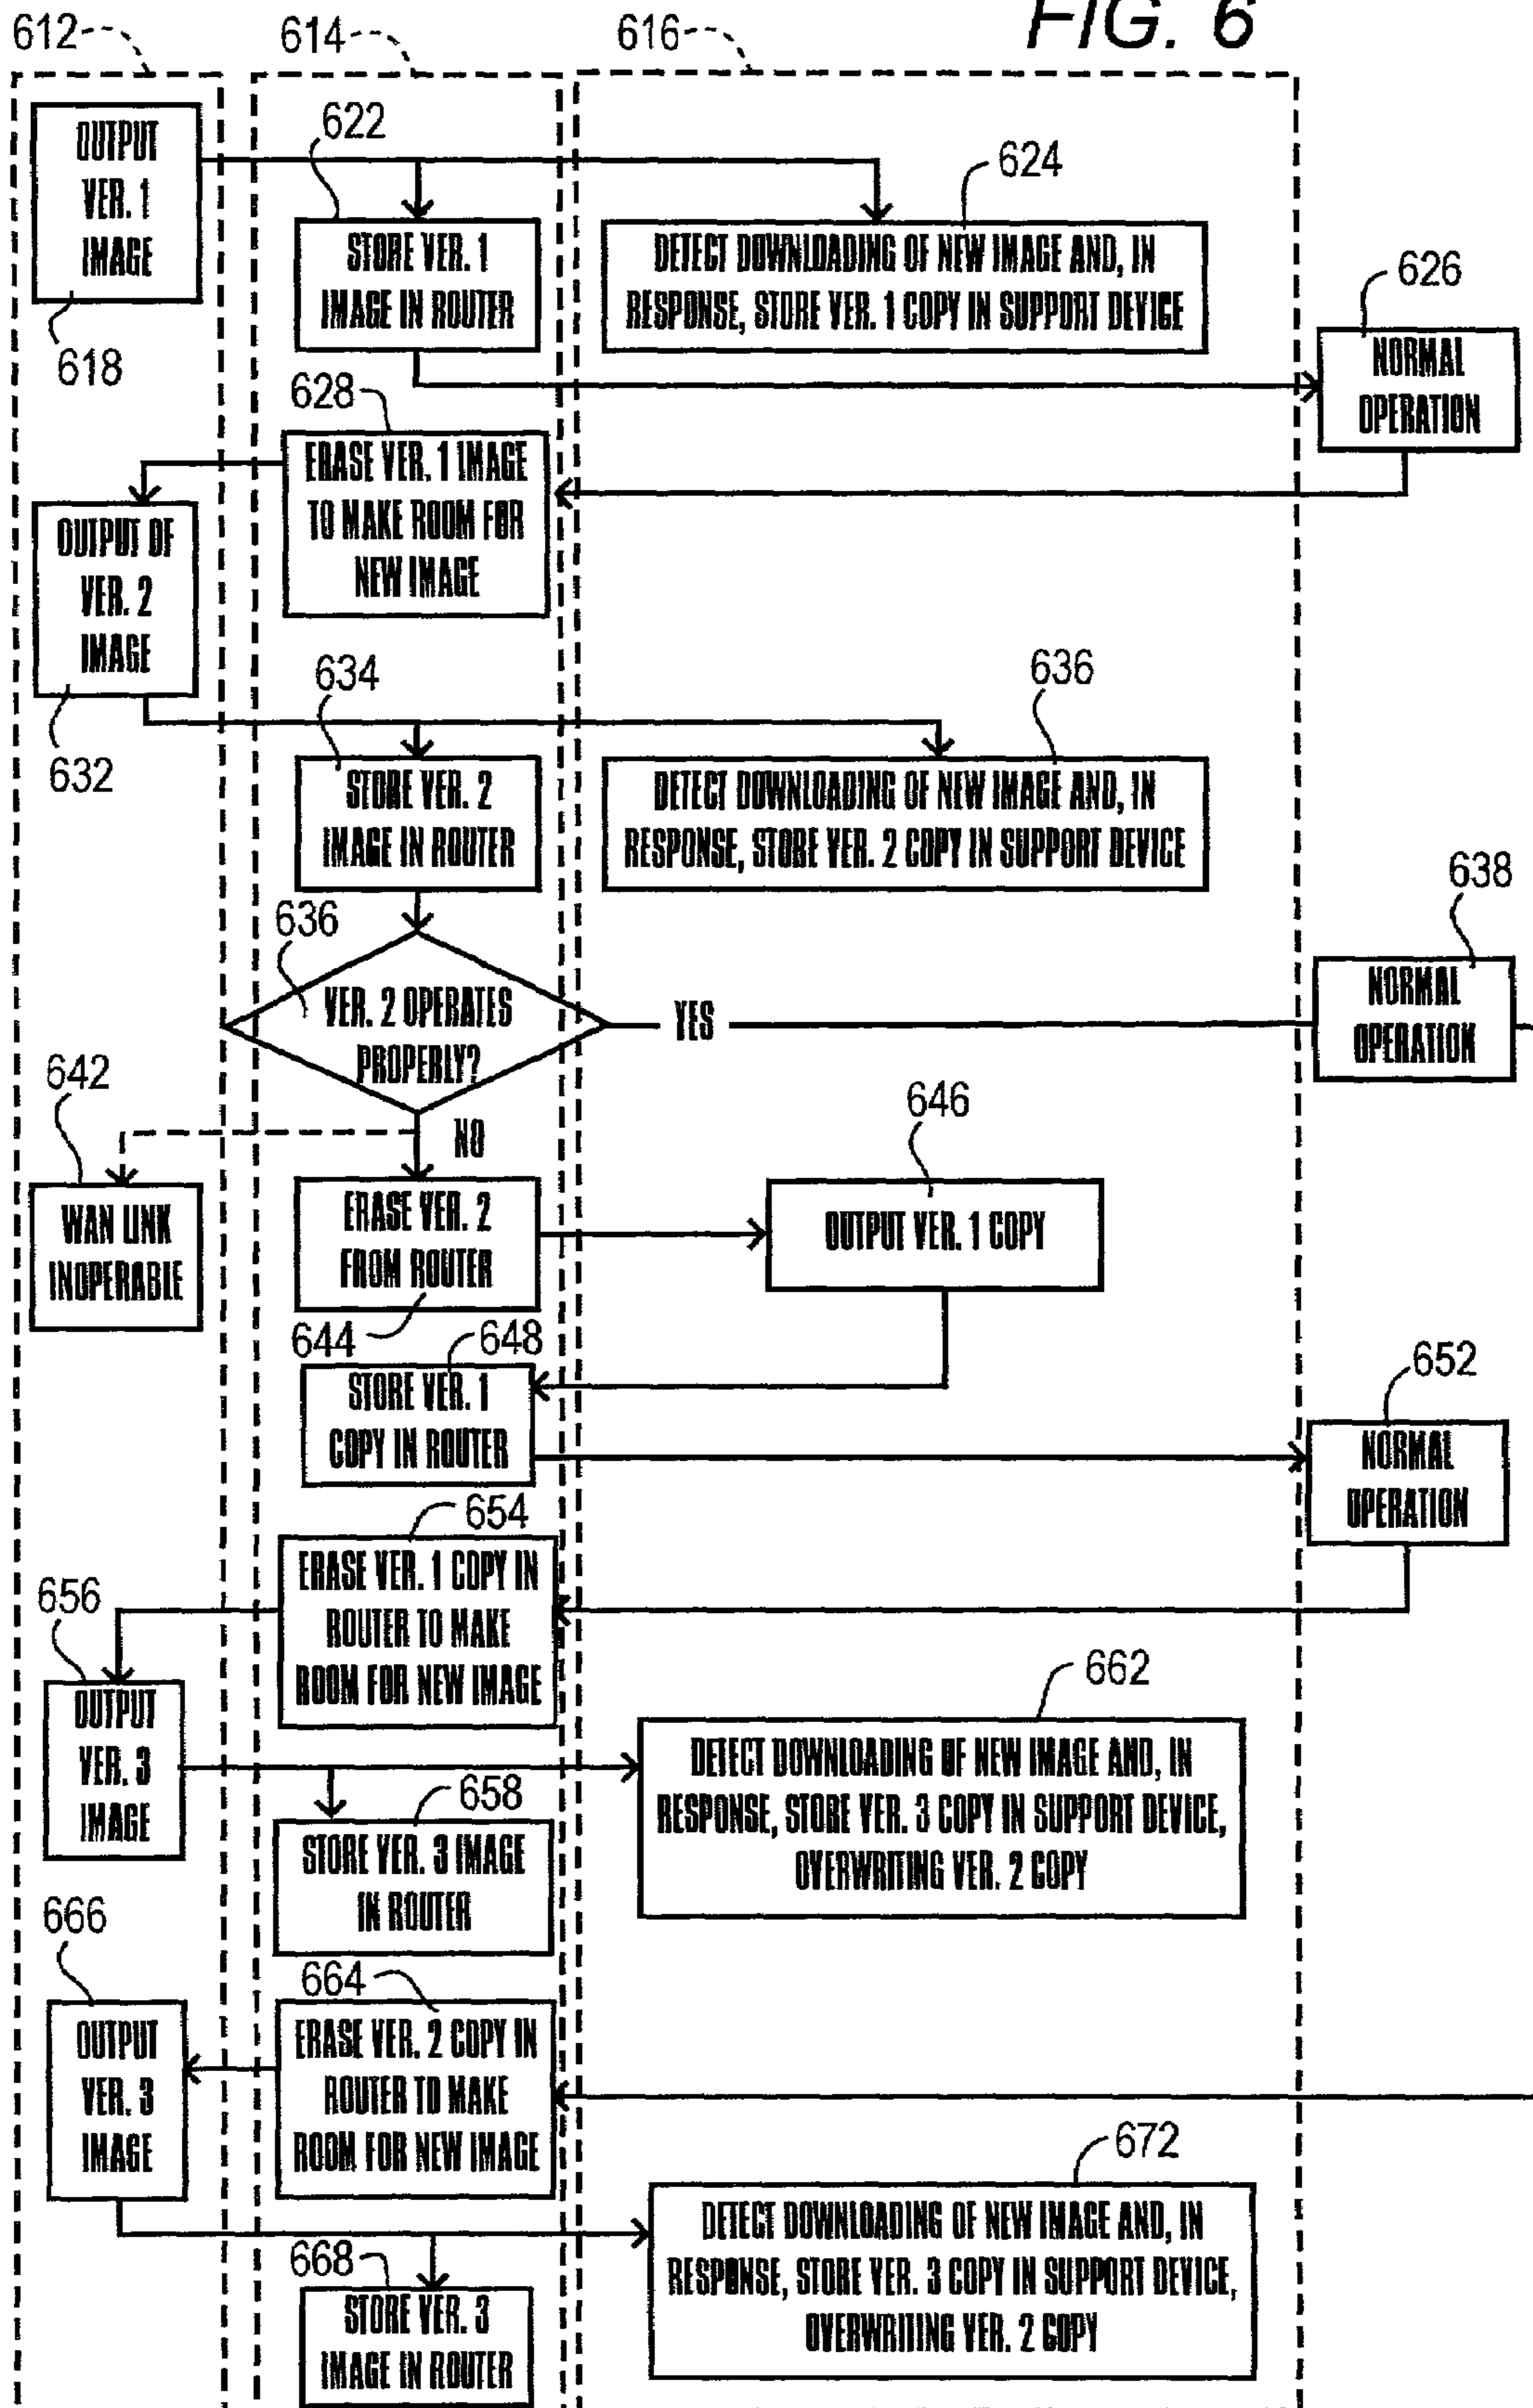 FIG. 6
612
614
616
OUTPUT
VER. 1
IMAGE
618
622
STORE VER. 1
IMAGE IN ROUTER
624
DETECT DOWNLOADING OF NEW IMAGE AND, IN
RESPONSE, STORE VER. 1 COPY IN SUPPORT DEVICE
626
NORMAL
OPERATION
628
ERASE VER. 1 IMAGE
TO MAKE ROOM FOR
NEW IMAGE
OUTPUT OF
VER. 2
IMAGE
632
634
STORE VER. 2
IMAGE IN ROUTER
636
DETECT DOWNLOADING OF NEW IMAGE AND, IN
RESPONSE, STORE VER. 2 COPY IN SUPPORT DEVICE
636
VER. 2 OPERATES
PROPERLY?
YES
638
NORMAL
OPERATION
NO
642
WAN LINK
INOPERABLE
ERASE VER. 2
FROM ROUTER
644
646
OUTPUT VER. 1 COPY
648
STORE VER. 1
COPY IN ROUTER
652
NORMAL
OPERATION
654
ERASE VER. 1 COPY IN
ROUTER TO MAKE
ROOM FOR NEW IMAGE
656
OUTPUT
VER. 3
IMAGE
658
STORE VER. 3 IMAGE
IN ROUTER
662
DETECT DOWNLOADING OF NEW IMAGE AND, IN
RESPONSE, STORE VER. 3 COPY IN SUPPORT DEVICE,
OVERWRITING VER. 2 COPY
664
ERASE VER. 2 COPY IN
ROUTER TO MAKE
ROOM FOR NEW IMAGE
666
OUTPUT
VER. 3
IMAGE
668
STORE VER. 3
IMAGE IN ROUTER
672
DETECT DOWNLOADING OF NEW IMAGE AND, IN
RESPONSE, STORE VER. 3 COPY IN SUPPORT DEVICE,
OVERWRITING VER. 2 COPY